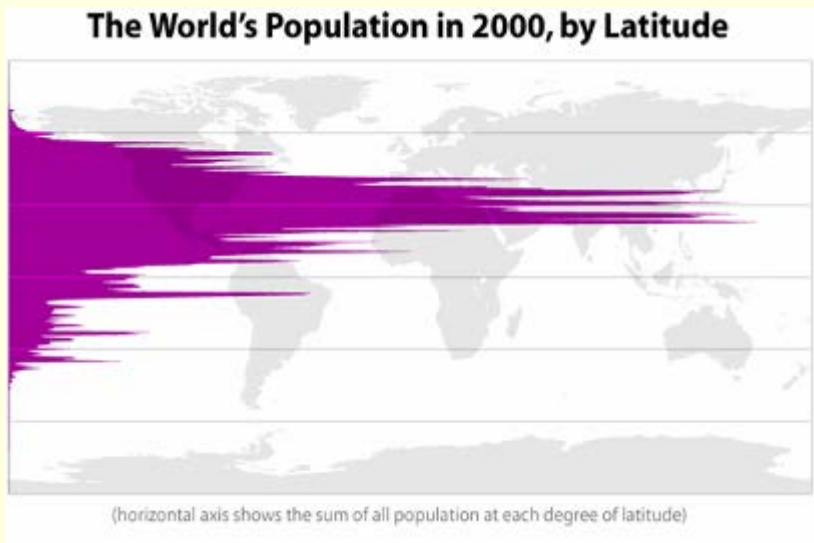 The World's Population in 2000, by Latitude
(horizontal axis shows the sum of all population at each degree of latitude)